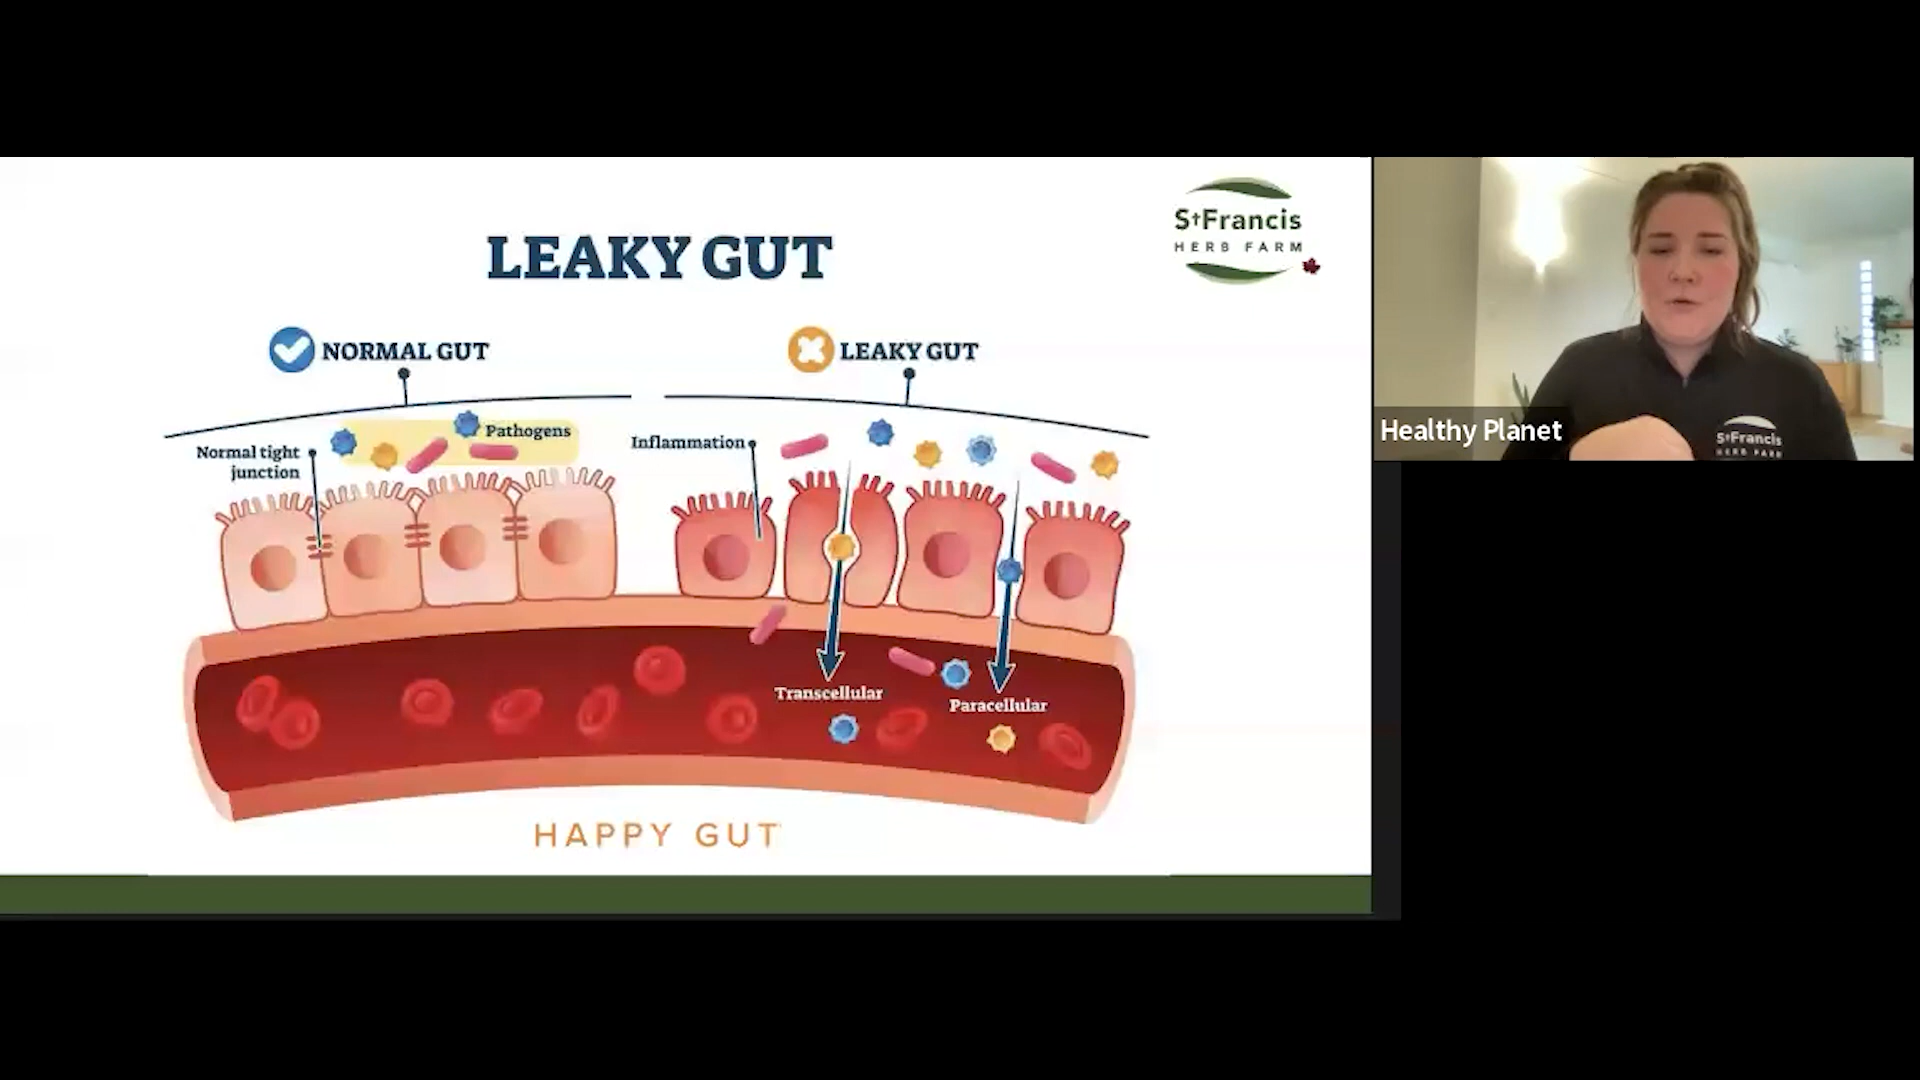 StFrancis
HERB FARM
LEAKY GUT
NORMAL GUT
LEAKY GUT
Pathogens
Normal tight
junction
Inflammation
Transcellular
Paracellular
HAPPY GUT
Healthy Planet
StFrancis
HERB FARM